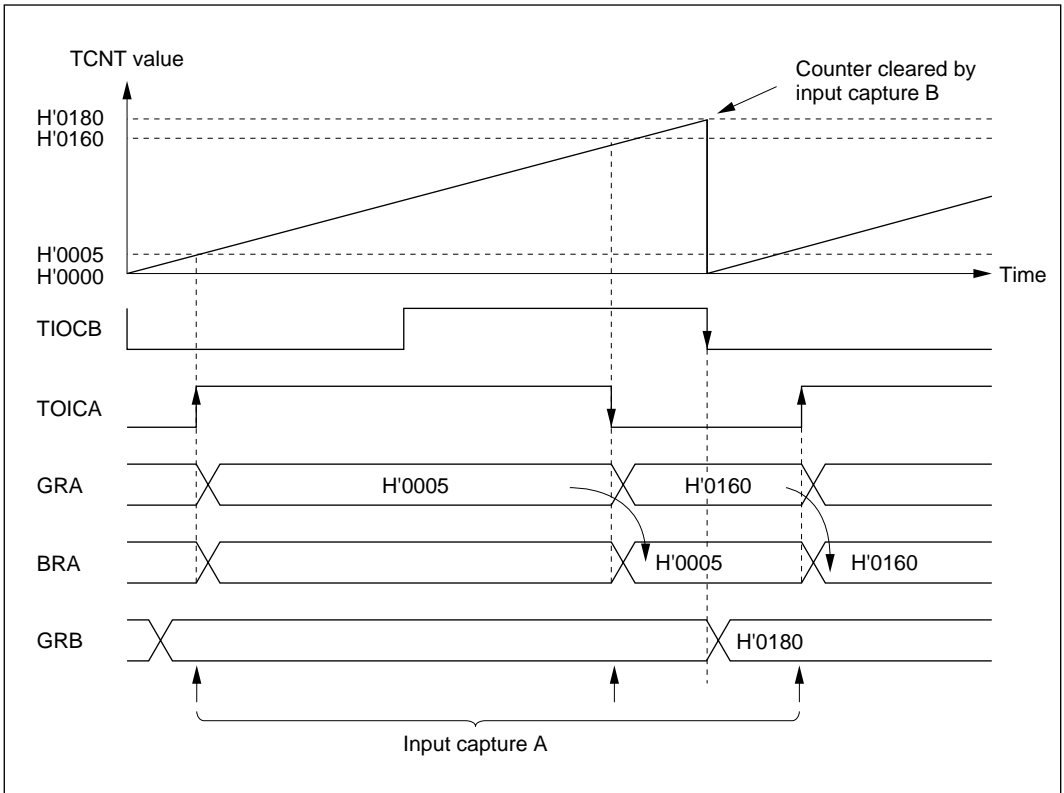 TCNT value
Counter cleared by
input capture B
H'0180
H'0160
H'0005
H'0000
Time
TIOCB
TOICA
GRA
H'0005
H'0160
BRA
H'0005
H'0160
GRB
H'0180
Input capture A